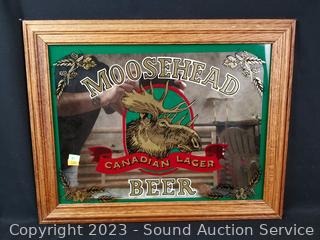 MOOSEHEAD
CANADIAN LAGER
BEER
Copyright 2023 - Sound Auction Service